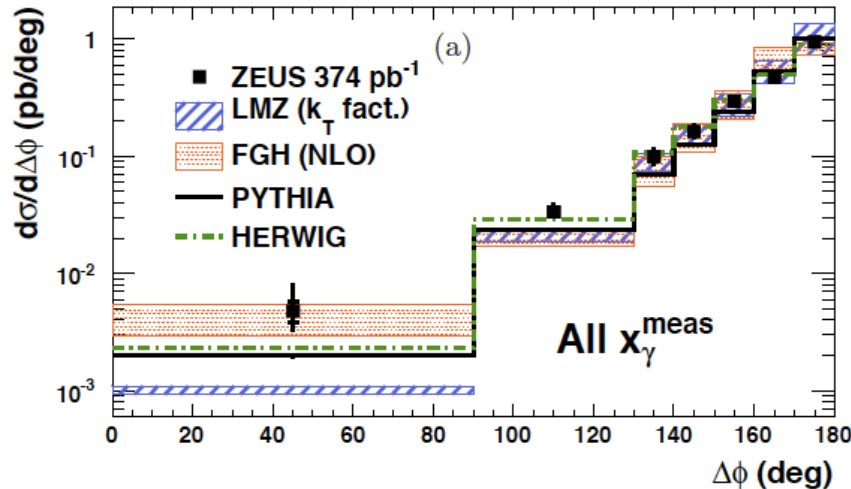 (a)
ZEUS 374 pb⁻¹
LMZ (k_T fact.)
FGH (NLO)
PYTHIA
HERWIG
All x_γ^meas
dσ/dΔϕ (pb/deg)
1
10⁻¹
10⁻²
10⁻³
0 20 40 60 80 100 120 140 160 180
Δϕ (deg)